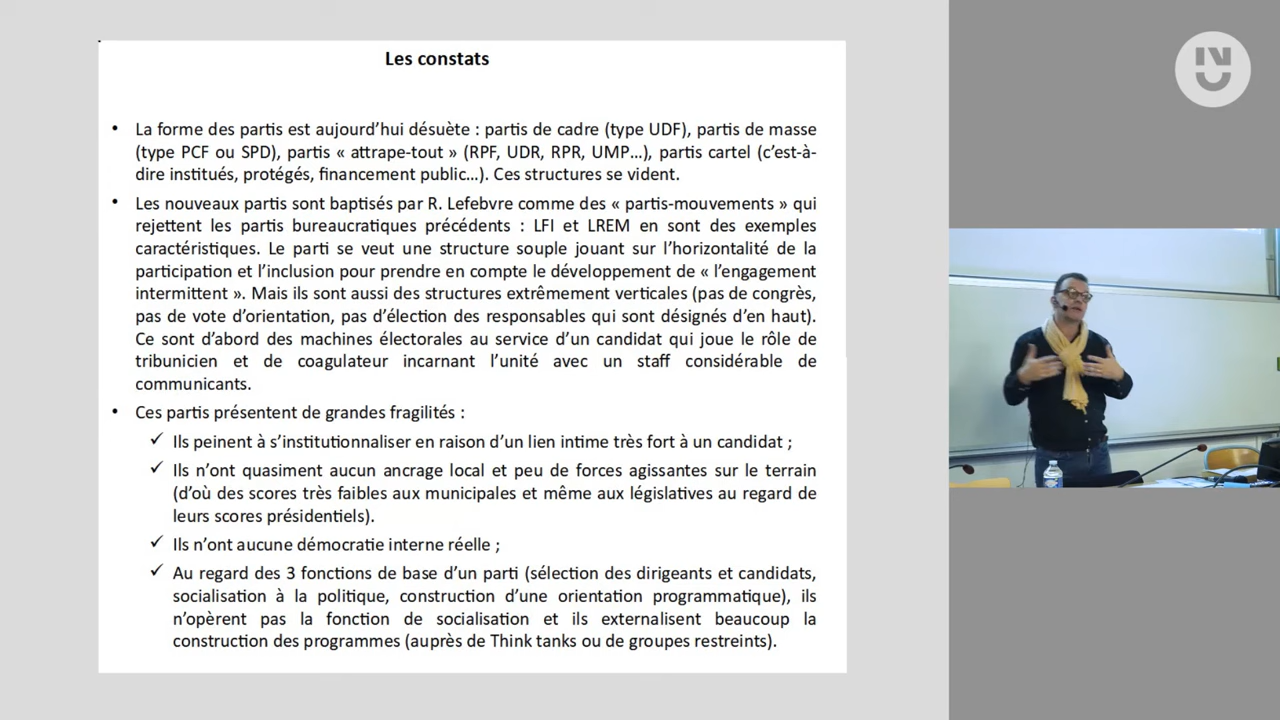 Les constats
• La forme des partis est aujourd'hui désuète : partis de cadre (type UDF), partis de masse
(type PCF ou SPD), partis « attrape-tout » (RPF, UDR, RPR, UMP…), partis cartel (c'est-à-
dire institués, protégés, financement public…). Ces structures se vident.
• Les nouveaux partis sont baptisés par R. Lefebvre comme des « partis-mouvements » qui
rejettent les partis bureaucratiques précédents : LFI et LREM en sont des exemples
caractéristiques. Le parti se veut une structure souple jouant sur l'horizontalité de la
participation et l'inclusion pour prendre en compte le développement de « l'engagement
intermittent ». Mais ils sont aussi des structures extrêmement verticales (pas de congrès,
pas de vote d'orientation, pas d'élection des responsables qui sont désignés d'en haut).
Ce sont d'abord des machines électorales au service d'un candidat qui joue le rôle de
tribunicien et de coagulateur incarnant l'unité avec un staff considérable de
communicants.
• Ces partis présentent de grandes fragilités :
✓ Ils peinent à s'institutionnaliser en raison d'un lien intime très fort à un candidat ;
✓ Ils n'ont quasiment aucun ancrage local et peu de forces agissantes sur le terrain
(d'où des scores très faibles aux municipales et même aux législatives au regard de
leurs scores présidentiels).
✓ Ils n'ont aucune démocratie interne réelle ;
✓ Au regard des 3 fonctions de base d'un parti (sélection des dirigeants et candidats,
socialisation à la politique, construction d'une orientation programmatique), ils
n'opèrent pas la fonction de socialisation et ils externalisent beaucoup la
construction des programmes (auprès de Think tanks ou de groupes restreints).